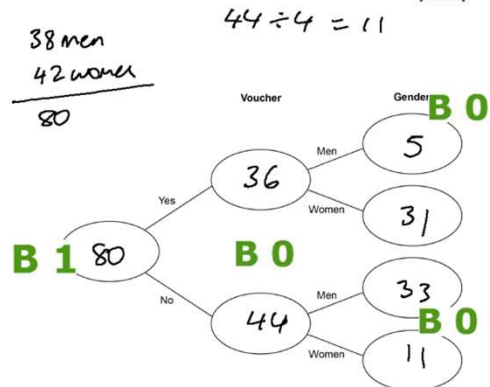 38 men
42 women
80
44 ÷ 4 = 11
Voucher
Gender
B 0
Men
5
36
Yes
Women
31
B 1
80
B 0
No
Men
33
B 0
44
Women
11